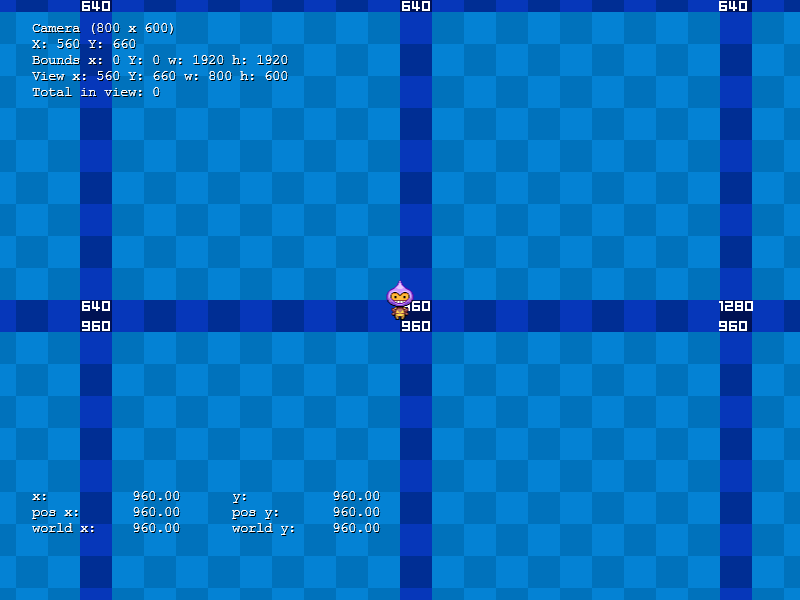 640 640 640
Camera (800 x 600)
X: 560 Y: 660
Bounds x: 0 Y: 0 w: 1920 h: 1920
View x: 560 Y: 660 w: 800 h: 600
Total in view: 0
640 60 1280
960 960 960
x: 960.00 y: 960.00
pos x: 960.00 pos y: 960.00
world x: 960.00 world y: 960.00